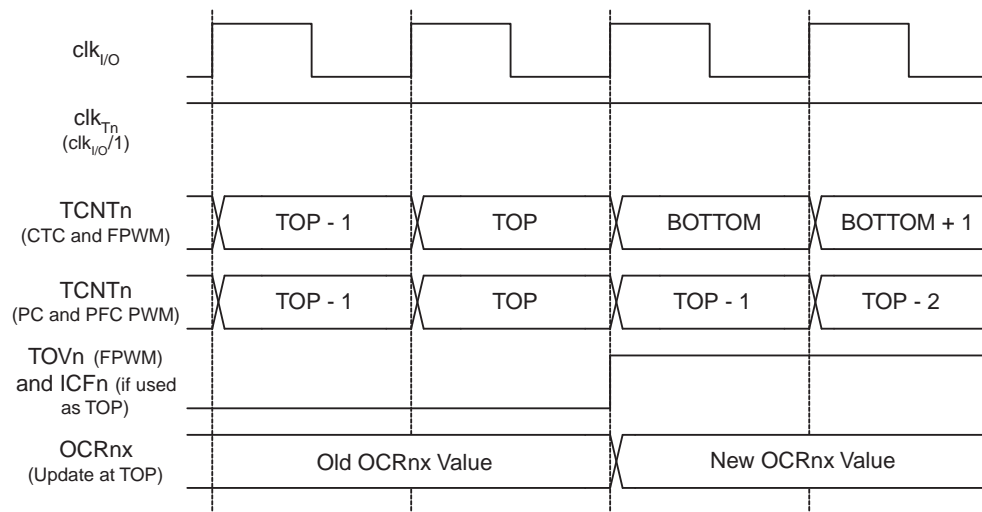 clkI/O
clkTn
(clkI/O/1)
TCNTn
(CTC and FPWM)
TOP - 1
TOP
BOTTOM
BOTTOM + 1
TCNTn
(PC and PFC PWM)
TOP - 1
TOP
TOP - 1
TOP - 2
TOVn (FPWM)
and ICFn (if used
as TOP)
OCRnx
(Update at TOP)
Old OCRnx Value
New OCRnx Value